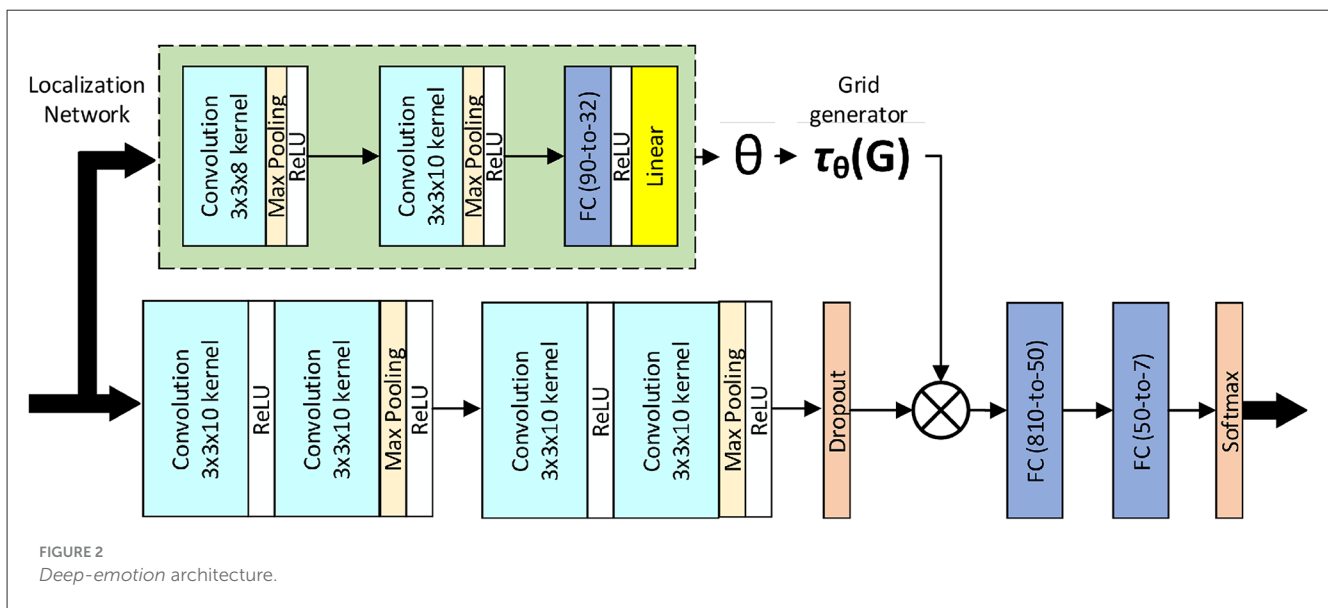 Localization
Network
Convolution
3x3x8 kernel
Max Pooling
ReLU
Convolution
3x3x10 kernel
Max Pooling
ReLU
FC (90-to-32)
ReLU
Linear
θ
Grid
generator
τθ(G)
Convolution
3x3x10 kernel
ReLU
Convolution
3x3x10 kernel
Max Pooling
ReLU
Convolution
3x3x10 kernel
ReLU
Convolution
3x3x10 kernel
Max Pooling
ReLU
Dropout
FC (810-to-50)
FC (50-to-7)
Softmax
FIGURE 2
Deep-emotion architecture.